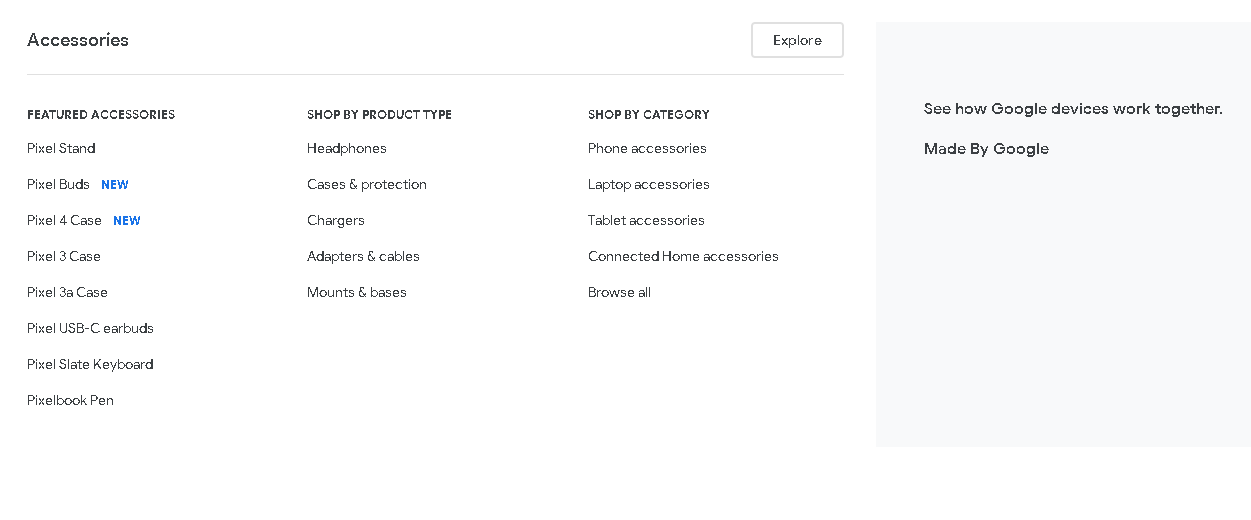 Accessories
Explore
FEATURED ACCESSORIES
Pixel Stand
Pixel Buds NEW
Pixel 4 Case NEW
Pixel 3 Case
Pixel 3a Case
Pixel USB-C earbuds
Pixel Slate Keyboard
Pixelbook Pen
SHOP BY PRODUCT TYPE
Headphones
Cases & protection
Chargers
Adapters & cables
Mounts & bases
SHOP BY CATEGORY
Phone accessories
Laptop accessories
Tablet accessories
Connected Home accessories
Browse all
See how Google devices work together.
Made By Google